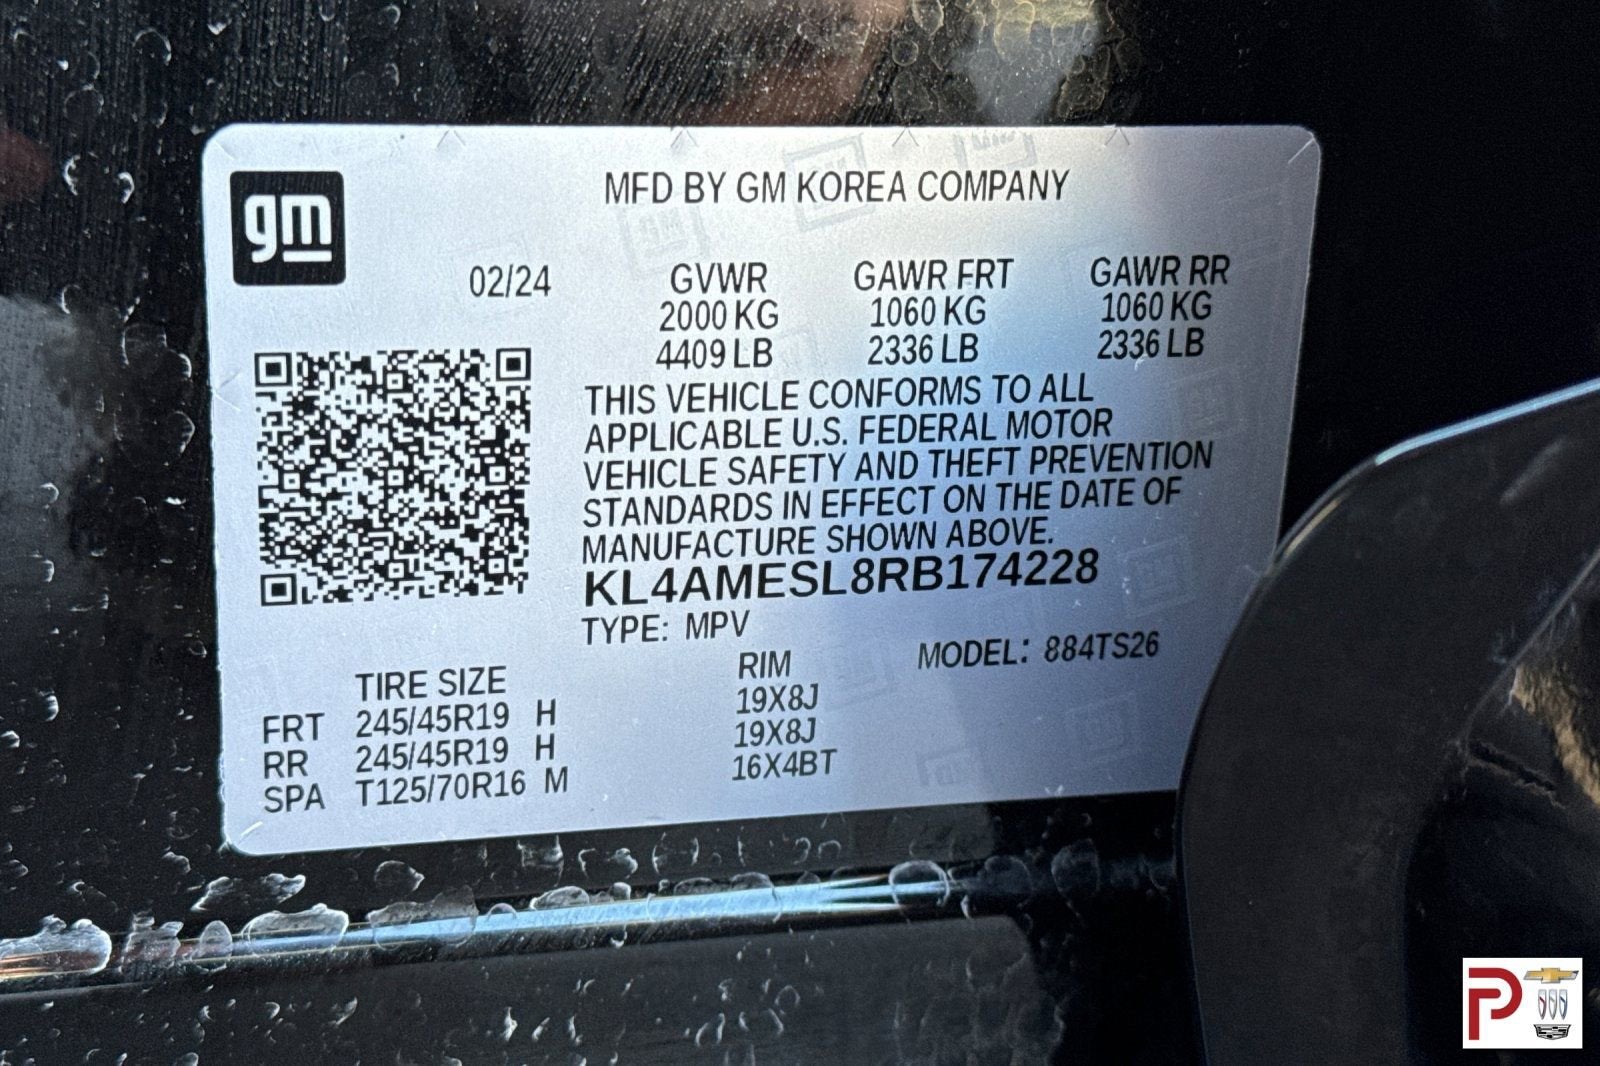 gm
MFD BY GM KOREA COMPANY
02/24 GVWR GAWR FRT GAWR RR
2000 KG 1060 KG 1060 KG
4409 LB 2336 LB 2336 LB
THIS VEHICLE CONFORMS TO ALL
APPLICABLE U.S. FEDERAL MOTOR
VEHICLE SAFETY AND THEFT PREVENTION
STANDARDS IN EFFECT ON THE DATE OF
MANUFACTURE SHOWN ABOVE.
KL4AMESL8RB174228
TYPE: MPV
MODEL: 884TS26
TIRE SIZE RIM
FRT 245/45R19 H 19X8J
RR 245/45R19 H 19X8J
SPA T125/70R16 M 16X4BT
P